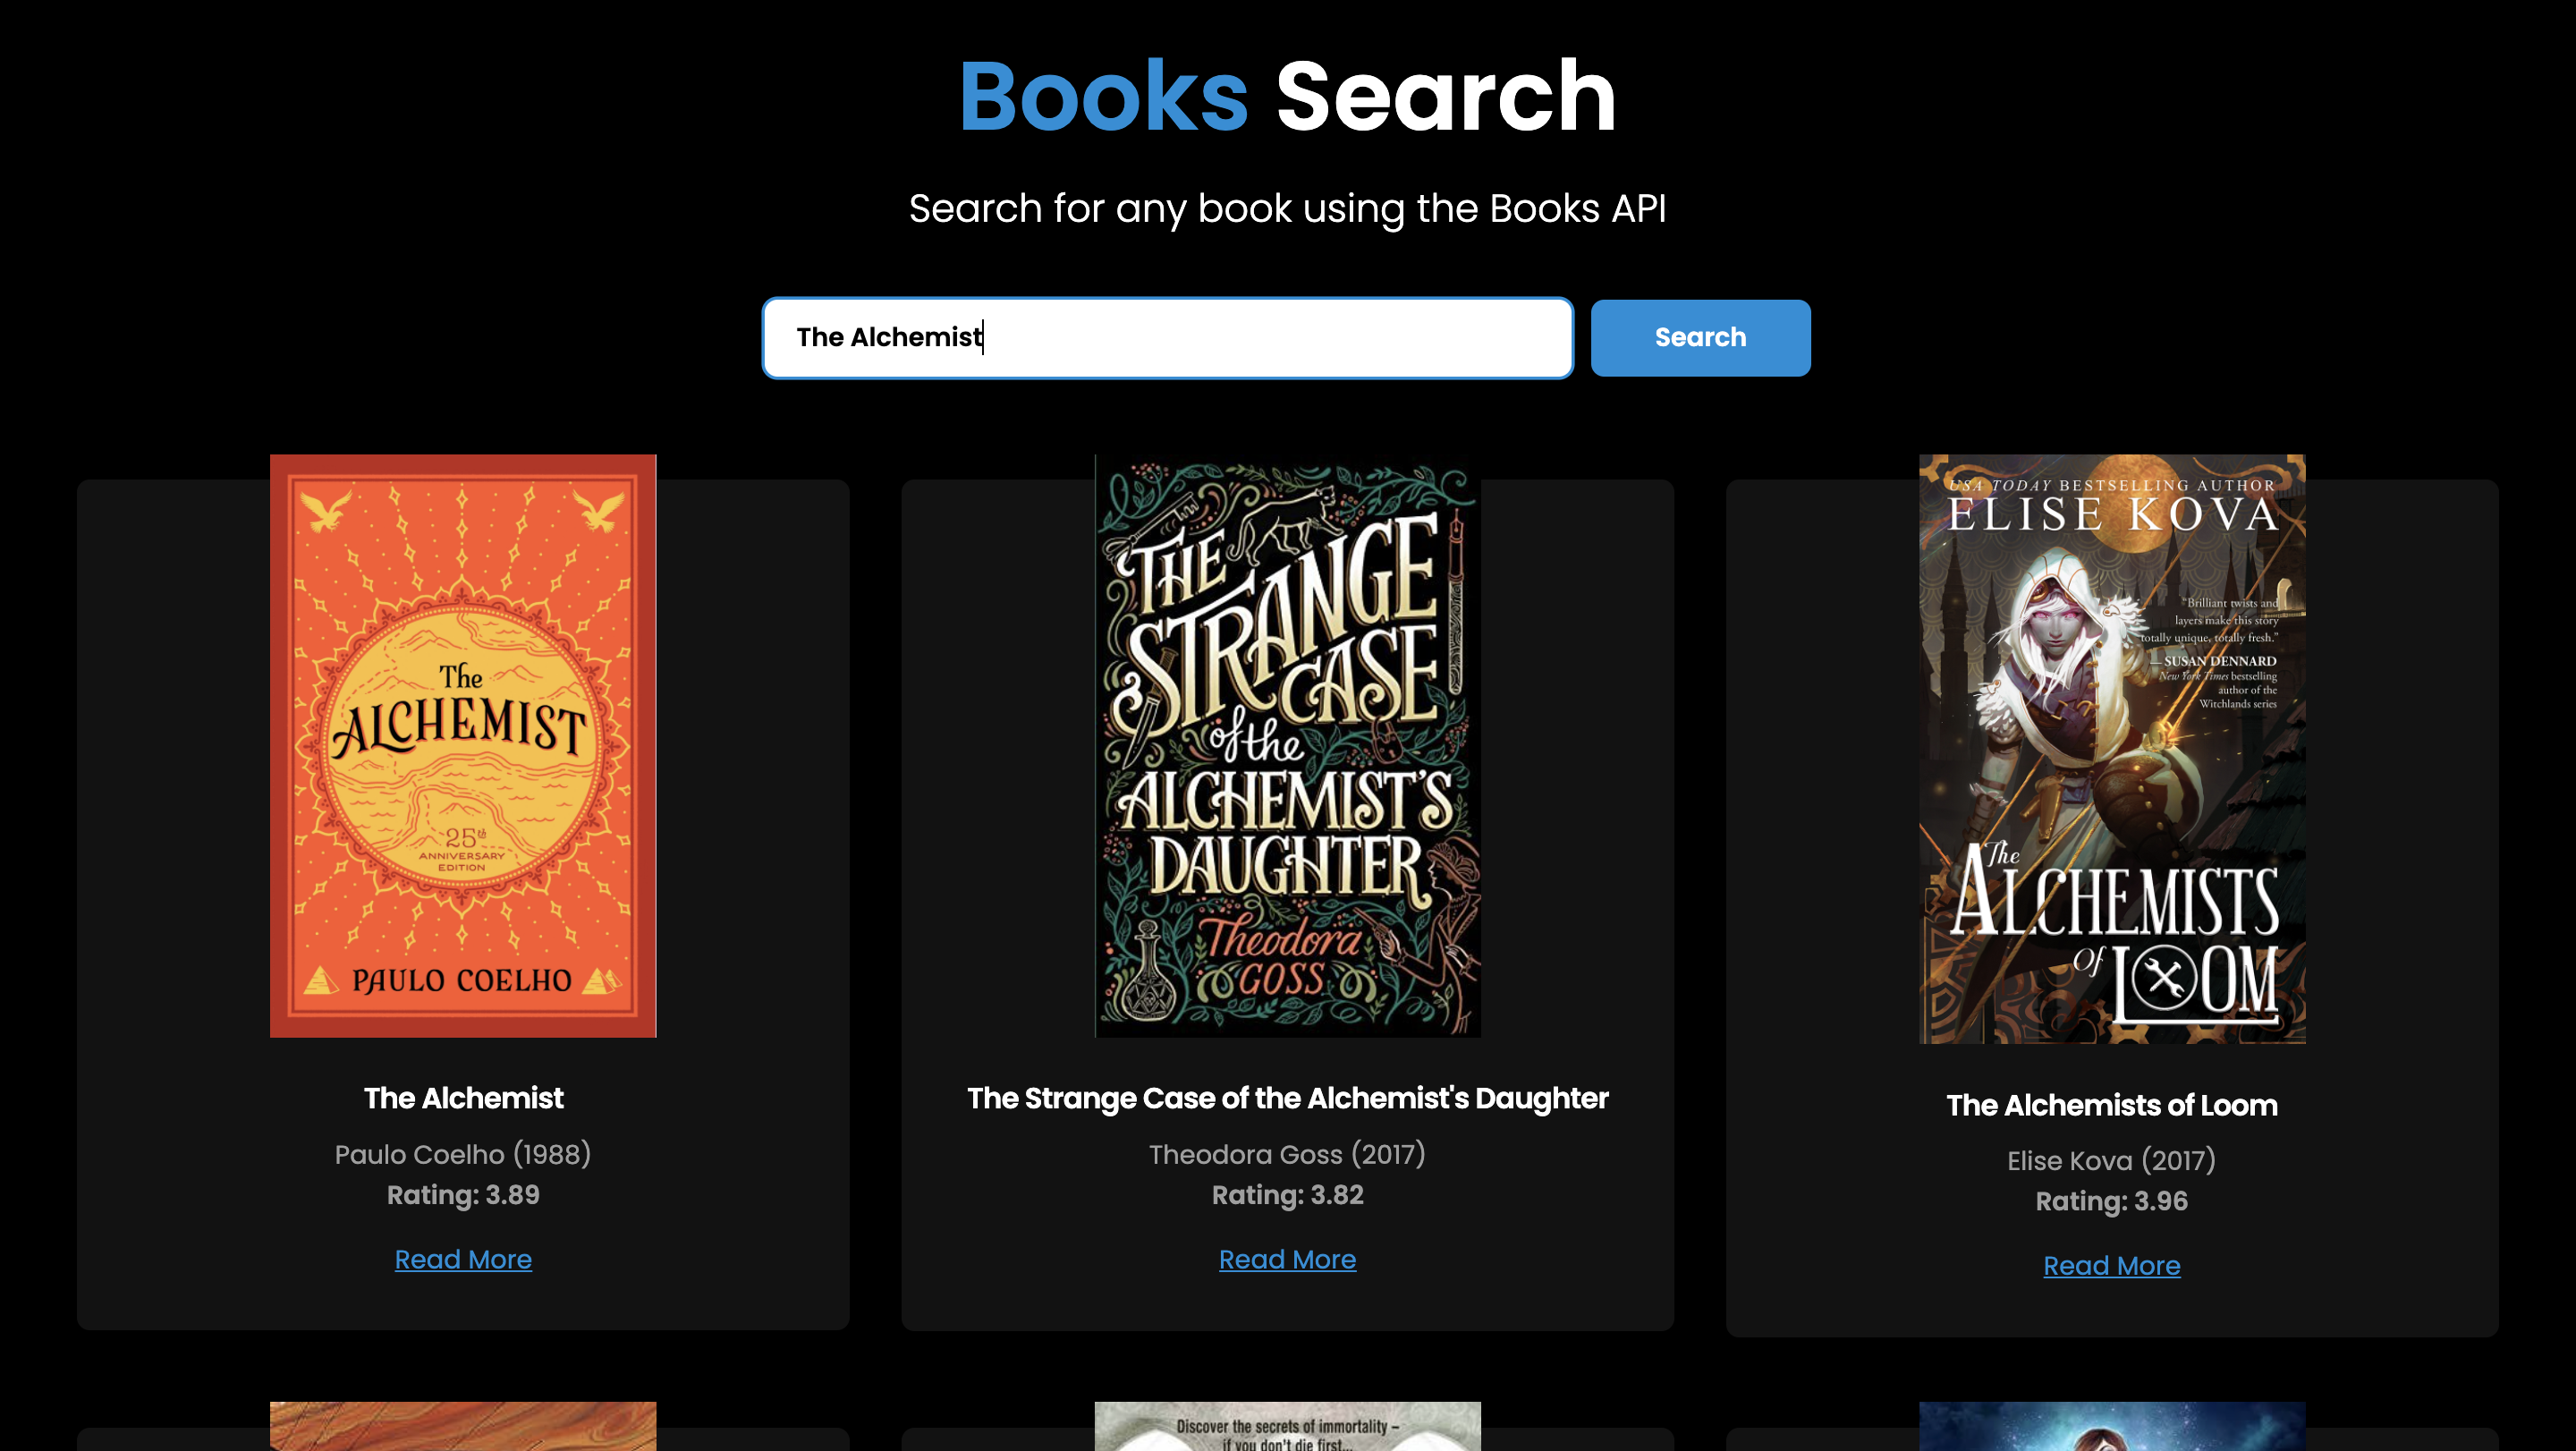 Books Search
Search for any book using the Books API
The Alchemist
Search
The
ALCHEMIST
25th
ANNIVERSARY
EDITION
PAULO COELHO
The Alchemist
Paulo Coelho (1988)
Rating: 3.89
Read More
THE
STRANGE
CASE
of the
ALCHEMIST'S
DAUGHTER
Theodora
GOSS
The Strange Case of the Alchemist's Daughter
Theodora Goss (2017)
Rating: 3.82
Read More
USA TODAY BESTSELLING AUTHOR
ELISE KOVA
"Brilliant twists and
layers make this story
totally unique, totally fresh."
— SUSAN DENNARD
New York Times bestselling
author of the
Witchlands series
The
ALCHEMISTS
Of LOOM
The Alchemists of Loom
Elise Kova (2017)
Rating: 3.96
Read More
Discover the secrets of immortality –
if you don't die first...